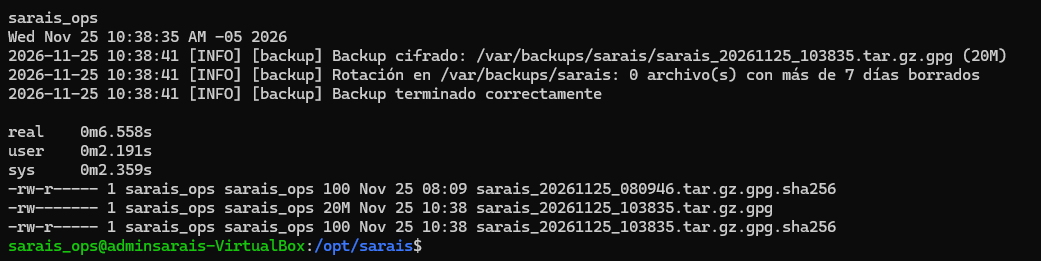 sarais_ops
Wed Nov 25 10:38:35 AM -05 2026
2026-11-25 10:38:41 [INFO] [backup] Backup cifrado: /var/backups/sarais/sarais_20261125_103835.tar.gz.gpg (20M)
2026-11-25 10:38:41 [INFO] [backup] Rotación en /var/backups/sarais: 0 archivo(s) con más de 7 días borrados
2026-11-25 10:38:41 [INFO] [backup] Backup terminado correctamente

real    0m6.558s
user    0m2.191s
sys     0m2.359s
-rw-r----- 1 sarais_ops sarais_ops 100 Nov 25 08:09 sarais_20261125_080946.tar.gz.gpg.sha256
-rw------- 1 sarais_ops sarais_ops 20M Nov 25 10:38 sarais_20261125_103835.tar.gz.gpg
-rw-r----- 1 sarais_ops sarais_ops 100 Nov 25 10:38 sarais_20261125_103835.tar.gz.gpg.sha256
sarais_ops@adminsarais-VirtualBox:/opt/sarais$